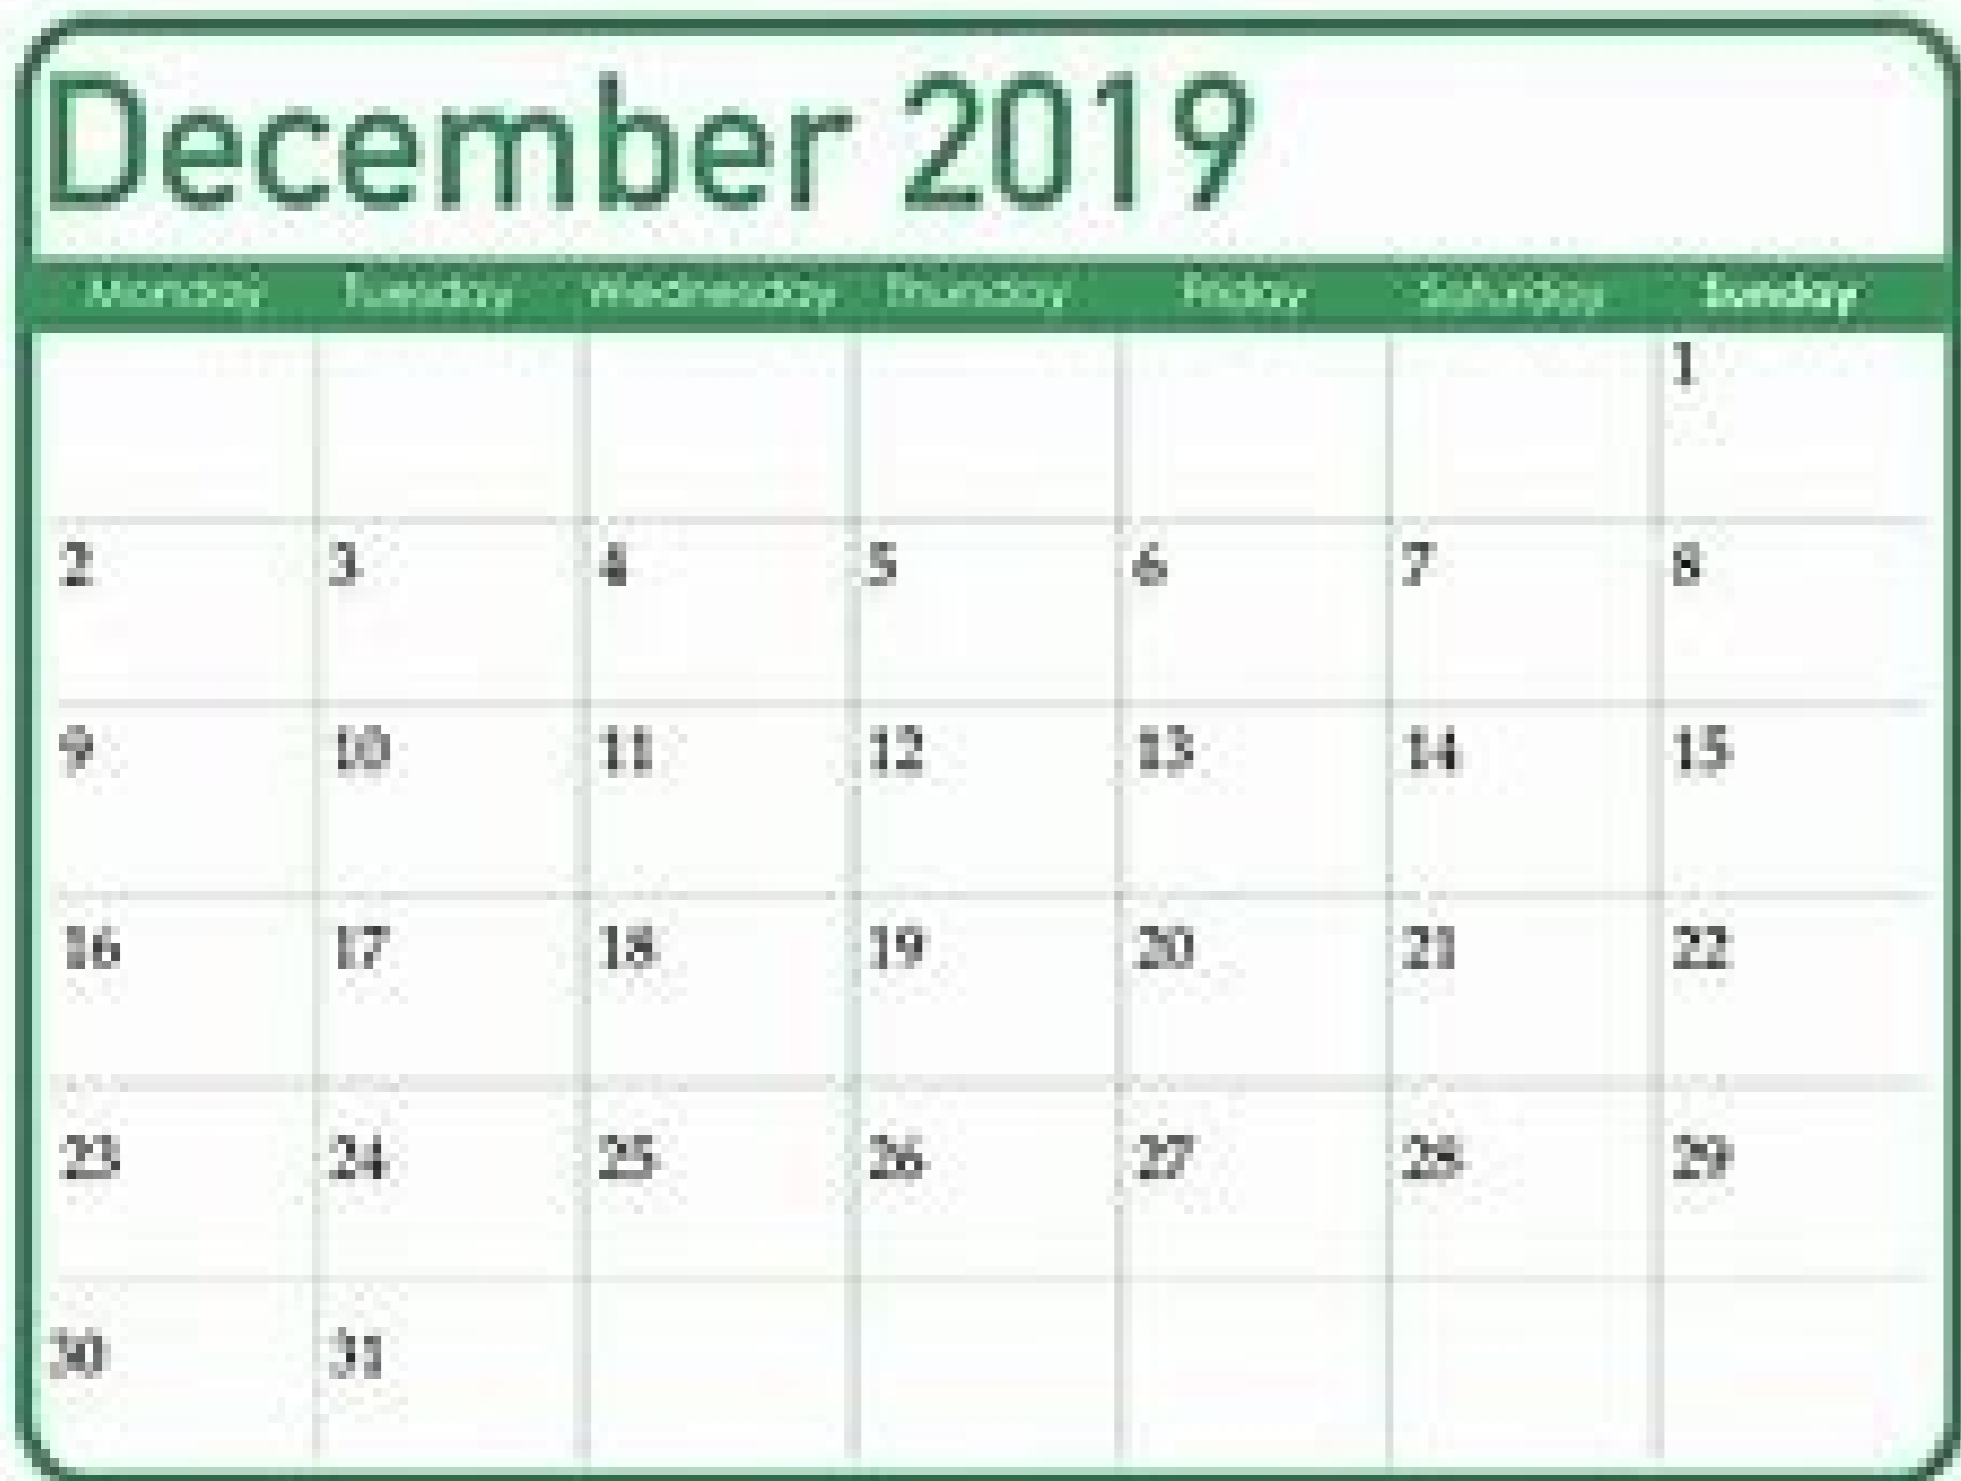 December 2019
Monday Tuesday Wednesday Thursday Friday Saturday Sunday
1
2 3 4 5 6 7 8
9 10 11 12 13 14 15
16 17 18 19 20 21 22
23 24 25 26 27 28 29
30 31